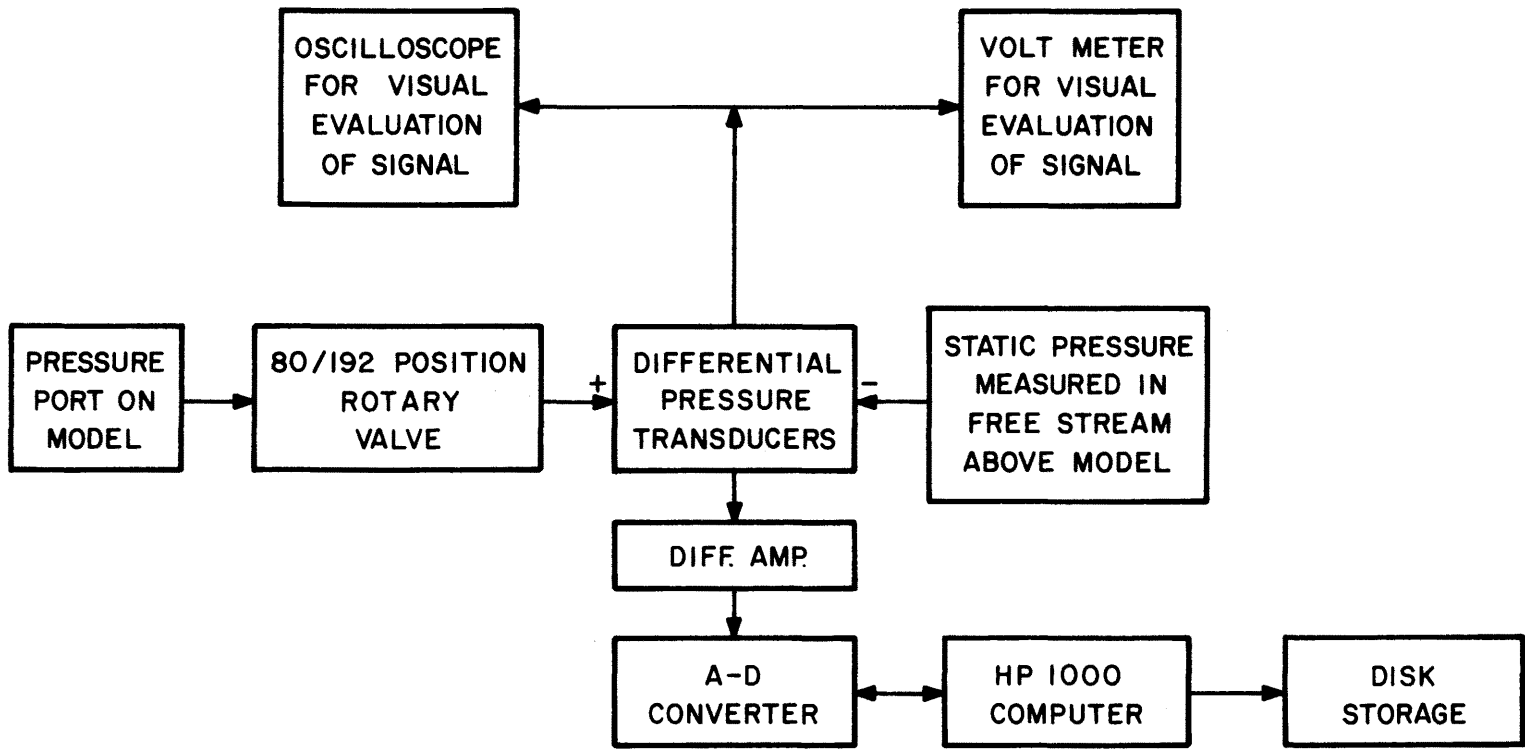 OSCILLOSCOPE
FOR VISUAL
EVALUATION
OF SIGNAL
VOLT METER
FOR VISUAL
EVALUATION
OF SIGNAL
PRESSURE
PORT ON
MODEL
80/192 POSITION
ROTARY
VALVE
+
DIFFERENTIAL
PRESSURE
TRANSDUCERS
−
STATIC PRESSURE
MEASURED IN
FREE STREAM
ABOVE MODEL
DIFF. AMP.
A-D
CONVERTER
HP 1000
COMPUTER
DISK
STORAGE